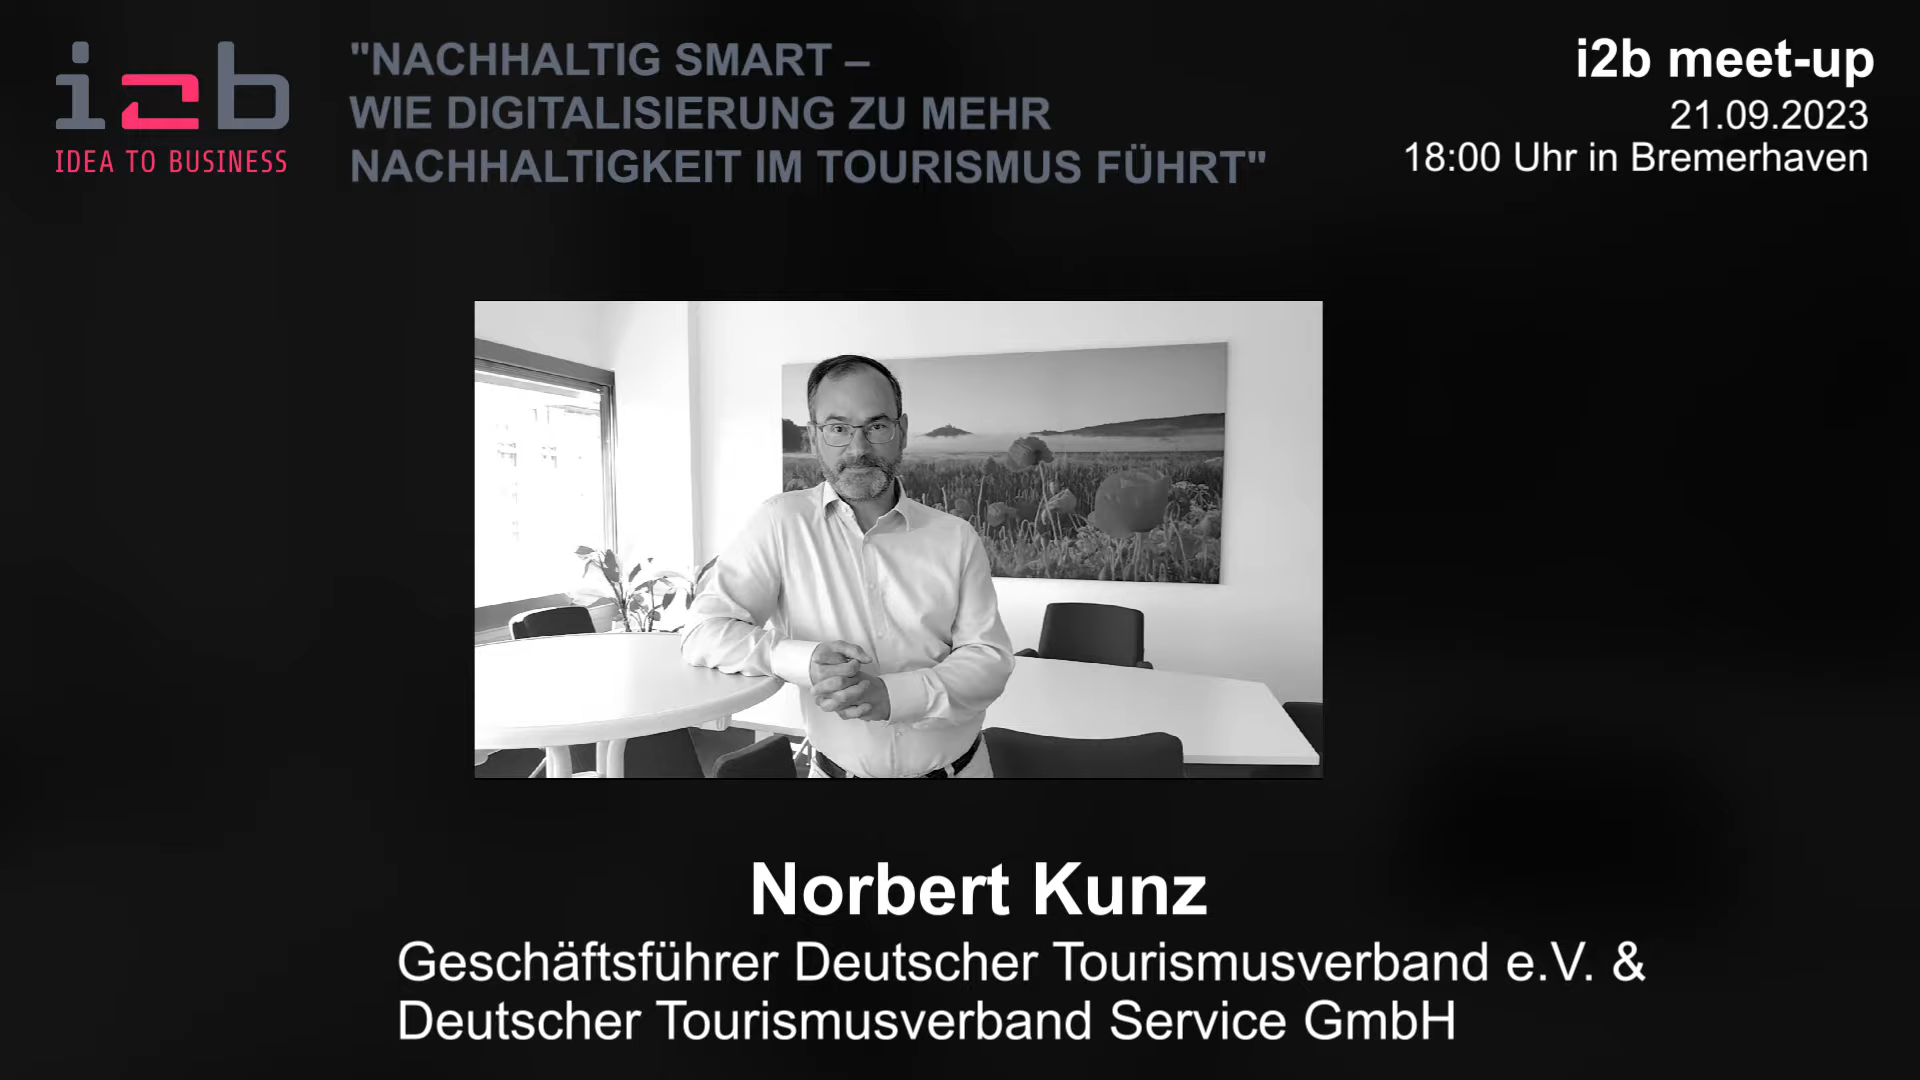 i2b
IDEA TO BUSINESS
"NACHHALTIG SMART –
WIE DIGITALISIERUNG ZU MEHR
NACHHALTIGKEIT IM TOURISMUS FÜHRT"
i2b meet-up
21.09.2023
18:00 Uhr in Bremerhaven
Norbert Kunz
Geschäftsführer Deutscher Tourismusverband e.V. &
Deutscher Tourismusverband Service GmbH